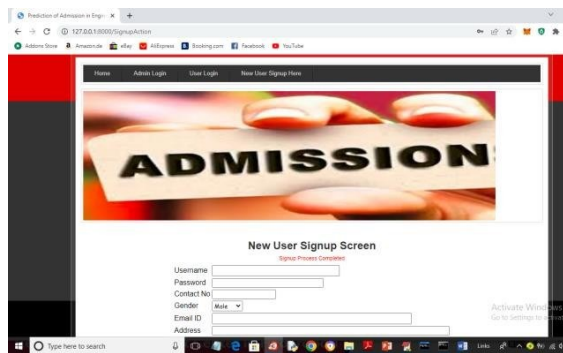 Prediction of Admission in Engin
127.0.0.1:8000/SignupAction
Addons Store Amazon.de eBay AliExpress Booking.com Facebook YouTube
Home Admin Login User Login New User Signup Here
ADMISSION
New User Signup Screen
Signup Process Completed
Username
Password
Contact No
Gender Male
Email ID
Address
Activate Windows
Go to Settings to activate
Type here to search
Links